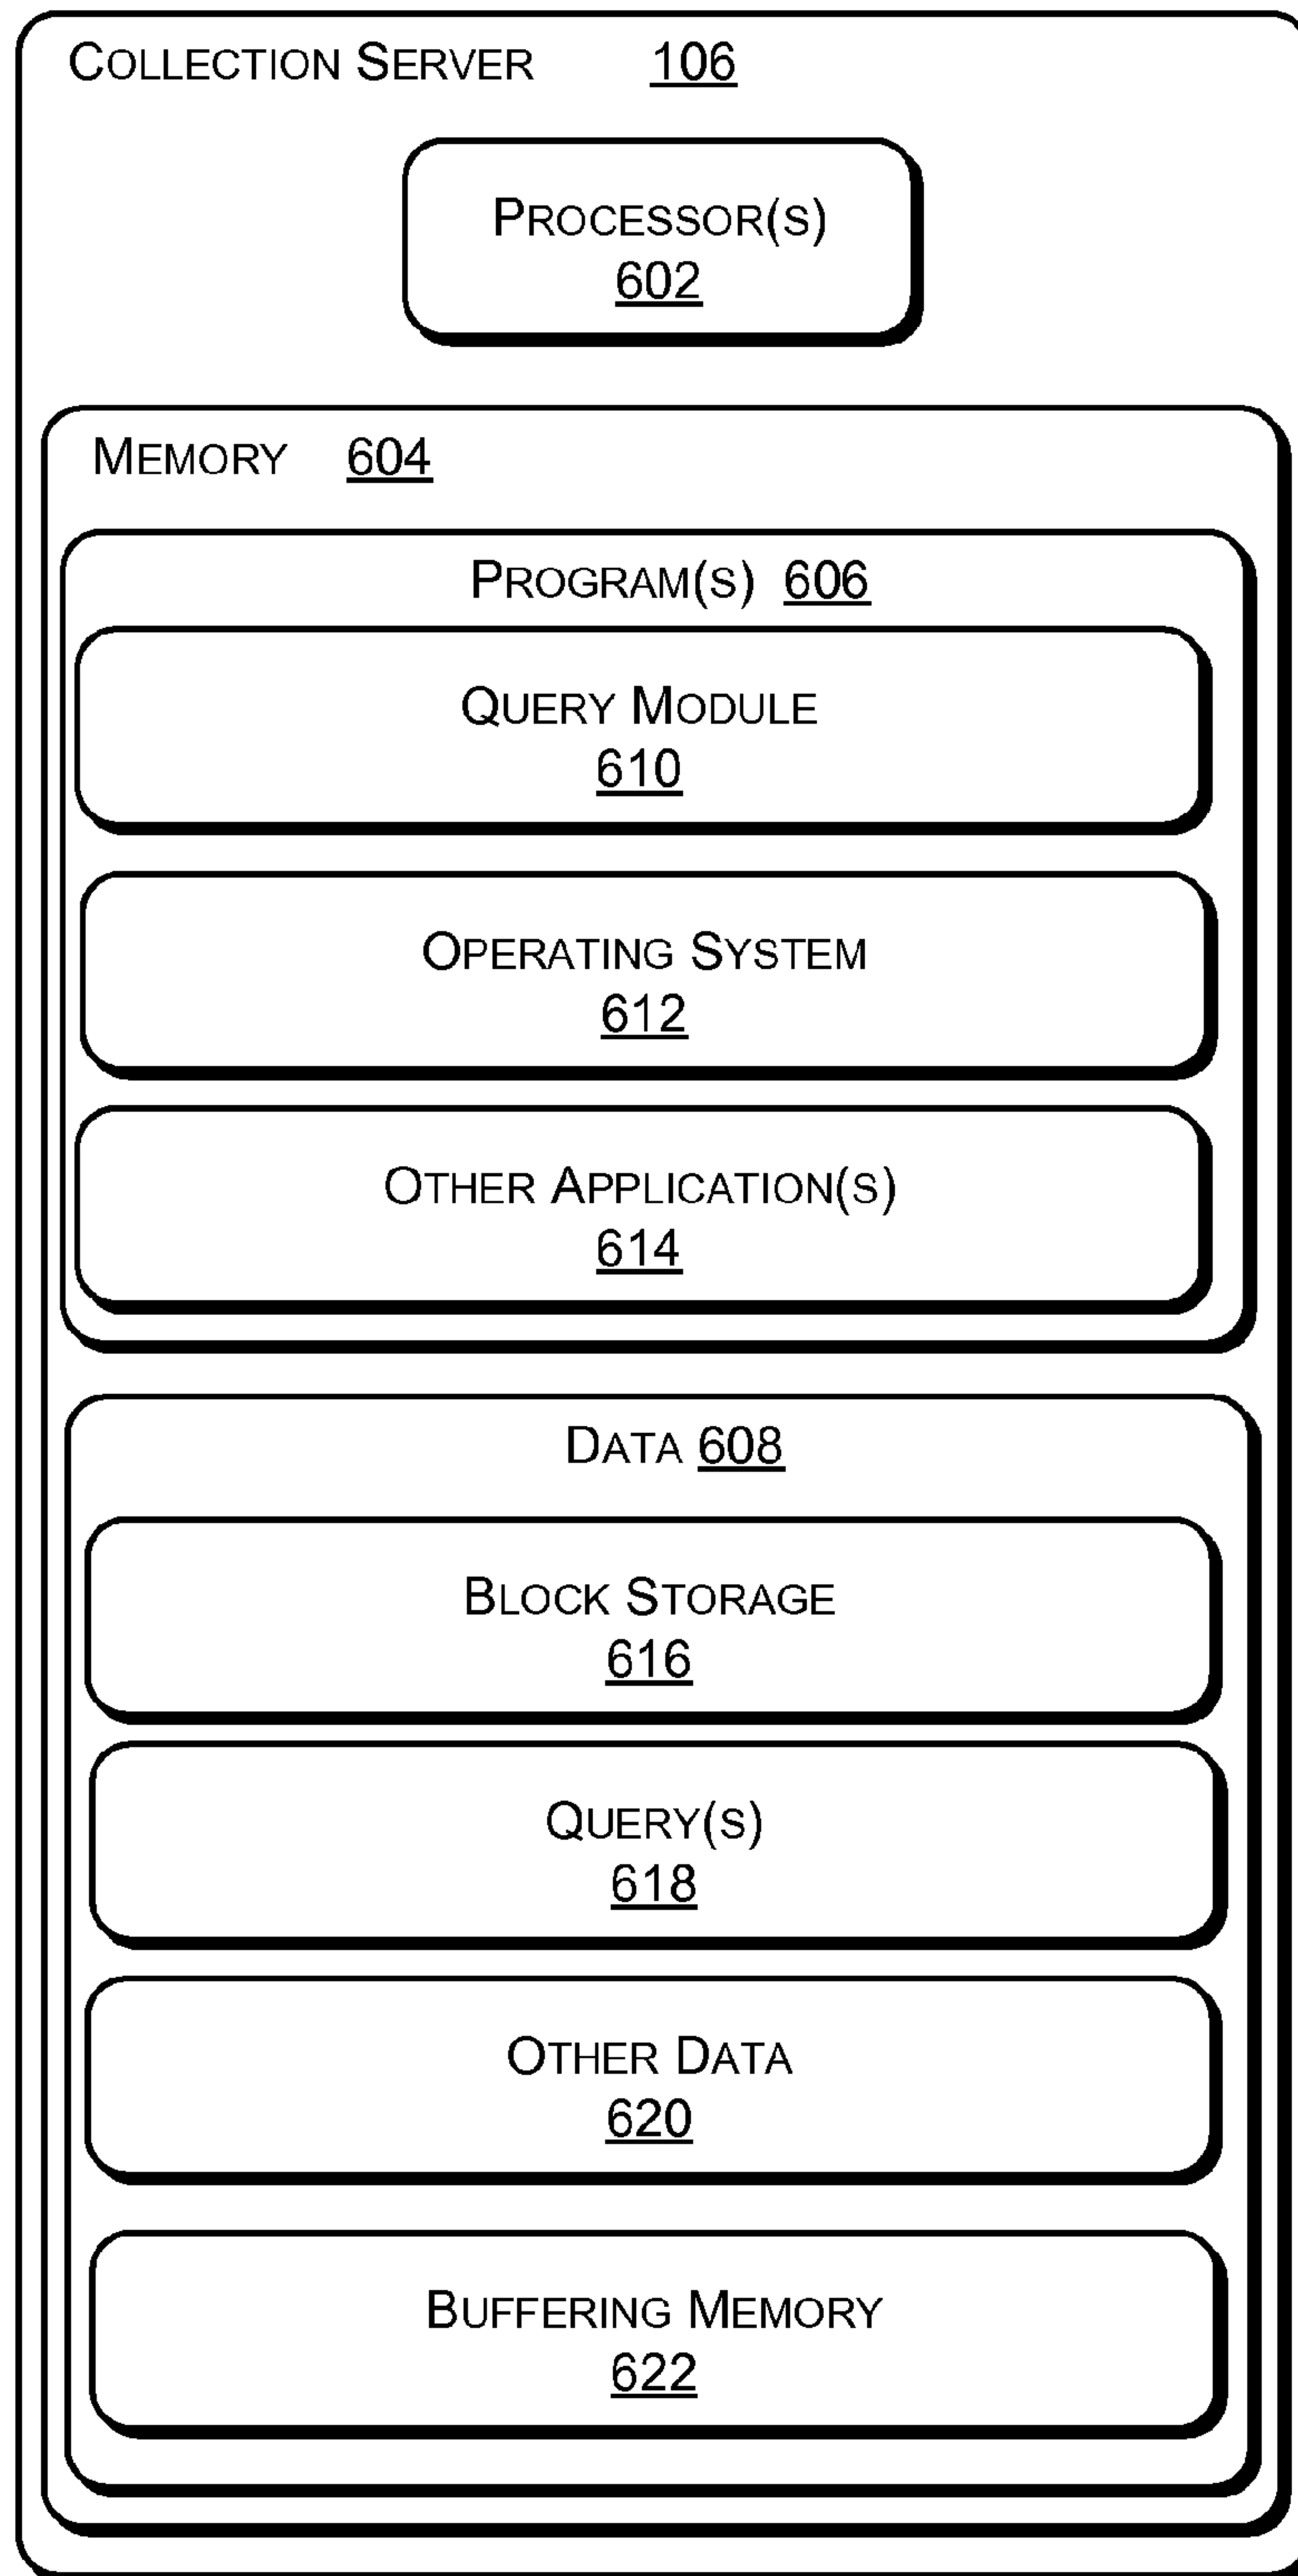 COLLECTION SERVER 106
PROCESSOR(S)
602
MEMORY 604
PROGRAM(S) 606
QUERY MODULE
610
OPERATING SYSTEM
612
OTHER APPLICATION(S)
614
DATA 608
BLOCK STORAGE
616
QUERY(S)
618
OTHER DATA
620
BUFFERING MEMORY
622